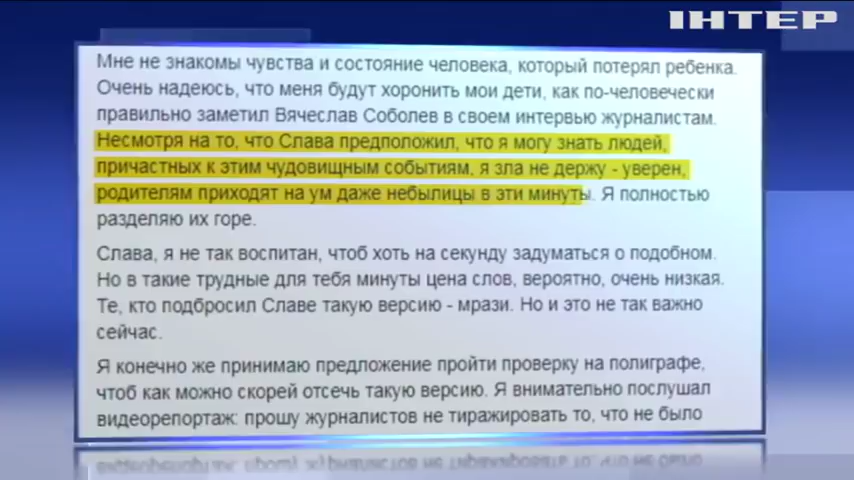 ІНТЕР
Мне не знакомы чувства и состояние человека, который потерял ребенка.
Очень надеюсь, что меня будут хоронить мои дети, как по-человечески
правильно заметил Вячеслав Соболев в своем интервью журналистам.
Несмотря на то, что Слава предположил, что я могу знать людей,
причастных к этим чудовищным событиям, я зла не держу - уверен,
родителям приходят на ум даже небылицы в эти минуты. Я полностью
разделяю их горе.
Слава, я не так воспитан, чтоб хоть на секунду задуматься о подобном.
Но в такие трудные для тебя минуты цена слов, вероятно, очень низкая.
Те, кто подбросил Славе такую версию - мрази. Но и это не так важно
сейчас.
Я конечно же принимаю предложение пройти проверку на полиграфе,
чтоб как можно скорей отсечь такую версию. Я внимательно послушал
видеорепортаж: прошу журналистов не тиражировать то, что не было